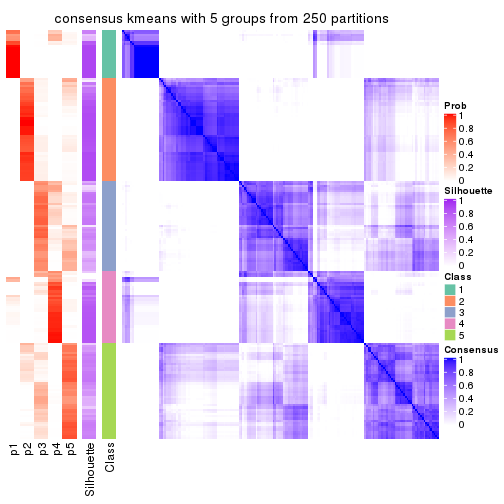 consensus kmeans with 5 groups from 250 partitions
Prob
1
0.8
0.6
0.4
0.2
0
Silhouette
1
0.8
0.6
0.4
0.2
0
Class
1
2
3
4
5
Consensus
1
0.8
0.6
0.4
0.2
0
p1
p2
p3
p4
p5
Silhouette
Class